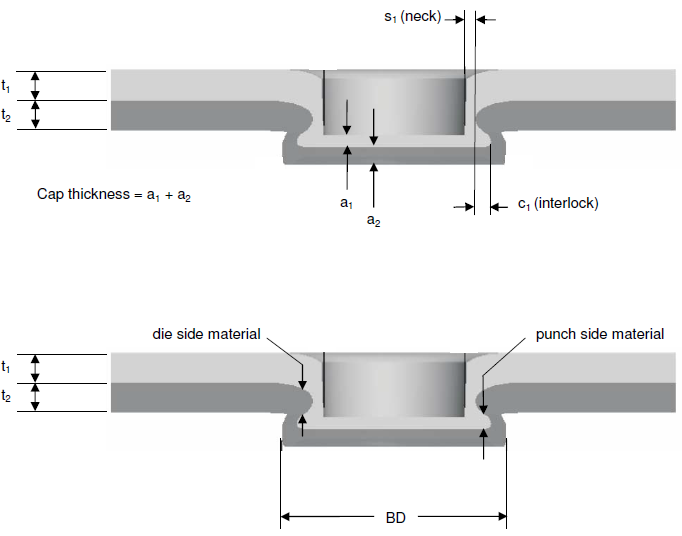 s₁ (neck)
t₁
t₂
Cap thickness = a₁ + a₂
a₁
a₂
c₁ (interlock)
die side material
punch side material
t₁
t₂
BD